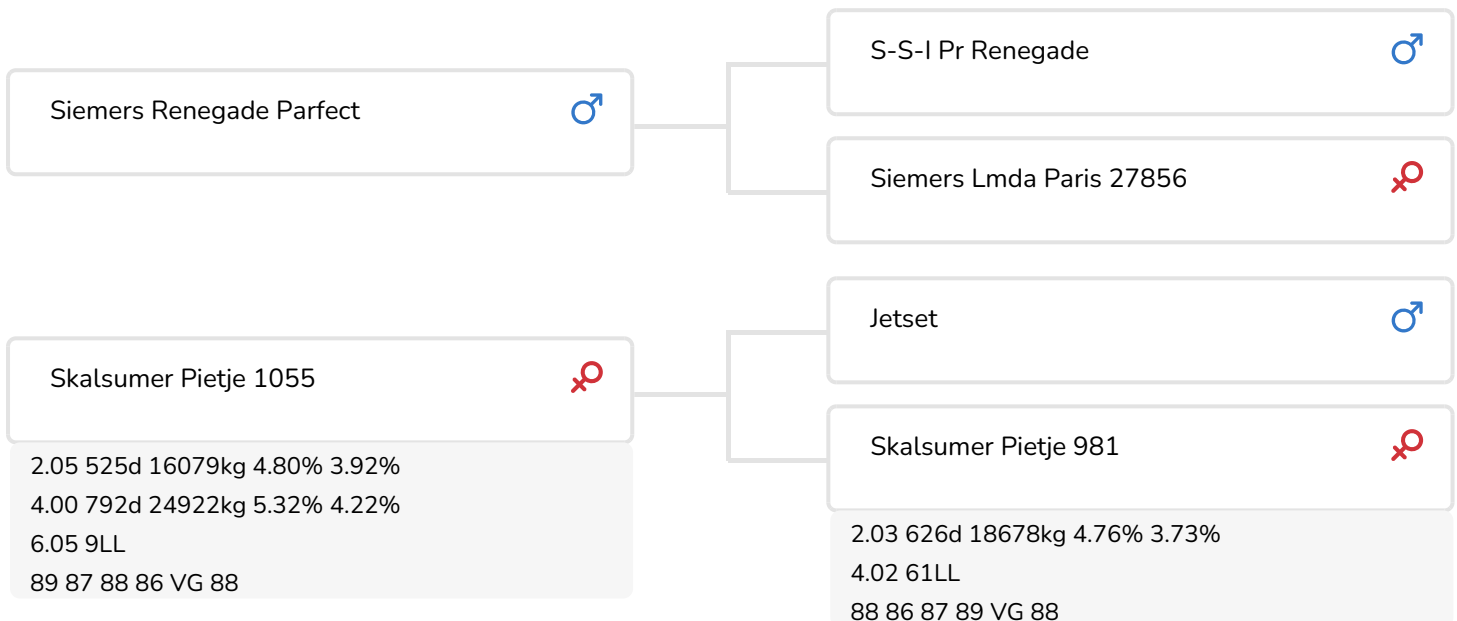 Siemers Renegade Parfect
S-S-I Pr Renegade
Siemers Lmda Paris 27856
Skalsumer Pietje 1055
2.05 525d 16079kg 4.80% 3.92%
4.00 792d 24922kg 5.32% 4.22%
6.05 9LL
89 87 88 86 VG 88
Jetset
Skalsumer Pietje 981
2.03 626d 18678kg 4.76% 3.73%
4.02 61LL
88 86 87 89 VG 88